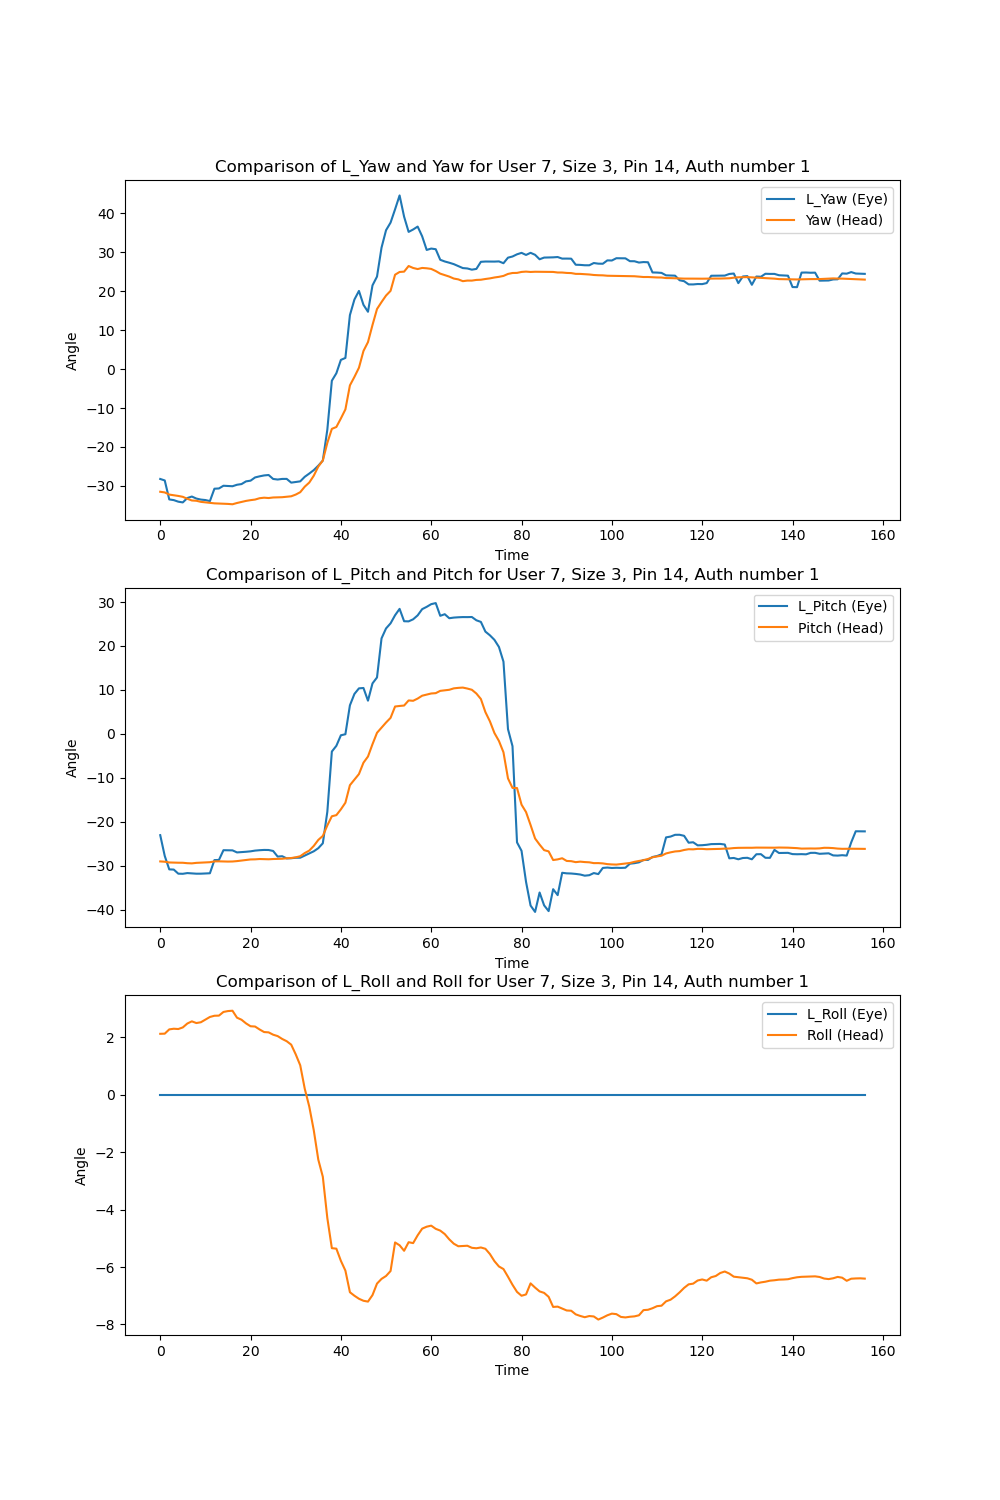 Comparison of L_Yaw and Yaw for User 7, Size 3, Pin 14, Auth number 1
L_Yaw (Eye)
Yaw (Head)
40
30
20
10
0
−10
−20
−30
Angle
0 20 40 60 80 100 120 140 160
Time
Comparison of L_Pitch and Pitch for User 7, Size 3, Pin 14, Auth number 1
L_Pitch (Eye)
Pitch (Head)
30
20
10
0
−10
−20
−30
−40
Angle
0 20 40 60 80 100 120 140 160
Time
Comparison of L_Roll and Roll for User 7, Size 3, Pin 14, Auth number 1
L_Roll (Eye)
Roll (Head)
2
0
−2
−4
−6
−8
Angle
0 20 40 60 80 100 120 140 160
Time